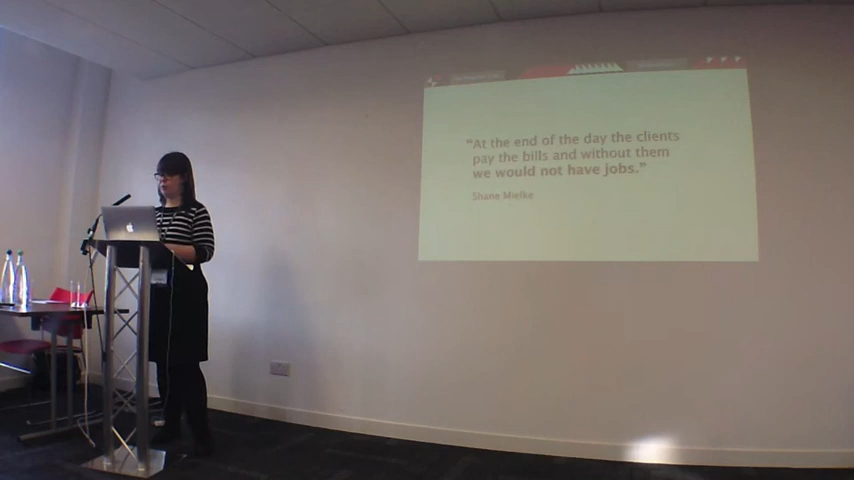 “At the end of the day the clients
pay the bills and without them
we would not have jobs.”
Shane Mielke